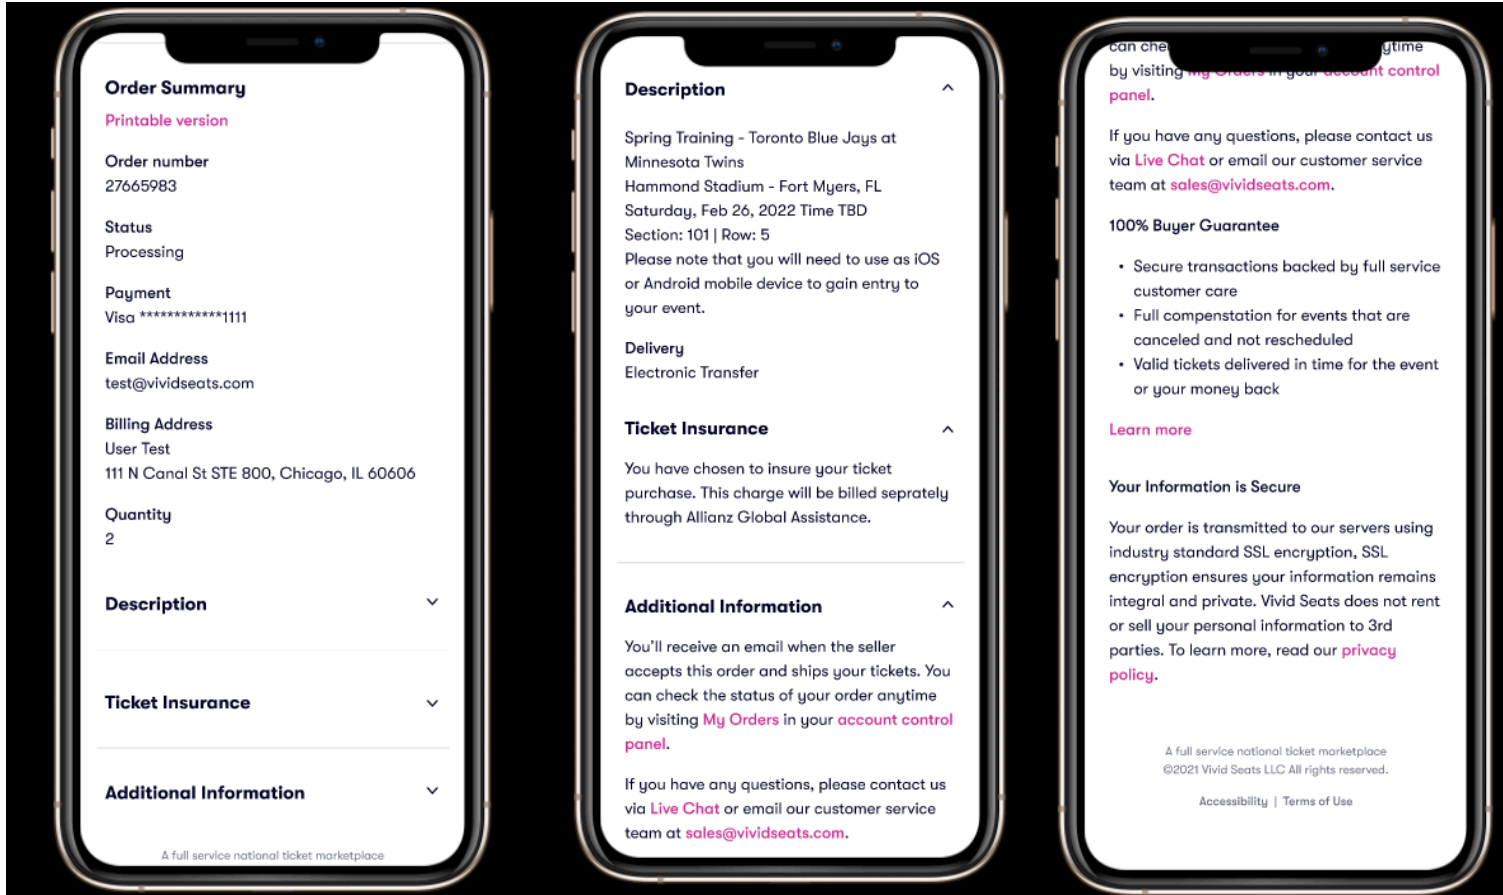 Order Summary
Printable version
Order number
27665983
Status
Processing
Payment
Visa ************1111
Email Address
test@vividseats.com
Billing Address
User Test
111 N Canal St STE 800, Chicago, IL 60606
Quantity
2
Description
Ticket Insurance
Additional Information
A full service national ticket marketplace
Description
Spring Training - Toronto Blue Jays at
Minnesota Twins
Hammond Stadium - Fort Myers, FL
Saturday, Feb 26, 2022 Time TBD
Section: 101 | Row: 5
Please note that you will need to use as iOS
or Android mobile device to gain entry to
your event.
Delivery
Electronic Transfer
Ticket Insurance
You have chosen to insure your ticket
purchase. This charge will be billed seprately
through Allianz Global Assistance.
Additional Information
You'll receive an email when the seller
accepts this order and ships your tickets. You
can check the status of your order anytime
by visiting My Orders in your account control
panel.
If you have any questions, please contact us
via Live Chat or email our customer service
team at sales@vividseats.com.
can
by visiting My Orders in your account control
panel.
If you have any questions, please contact us
via Live Chat or email our customer service
team at sales@vividseats.com.
100% Buyer Guarantee
• Secure transactions backed by full service
customer care
• Full compenstation for events that are
canceled and not rescheduled
• Valid tickets delivered in time for the event
or your money back
Learn more
Your Information is Secure
Your order is transmitted to our servers using
industry standard SSL encryption, SSL
encryption ensures your information remains
integral and private. Vivid Seats does not rent
or sell your personal information to 3rd
parties. To learn more, read our privacy
policy.
A full service national ticket marketplace
©2021 Vivid Seats LLC All rights reserved.
Accessibility | Terms of Use